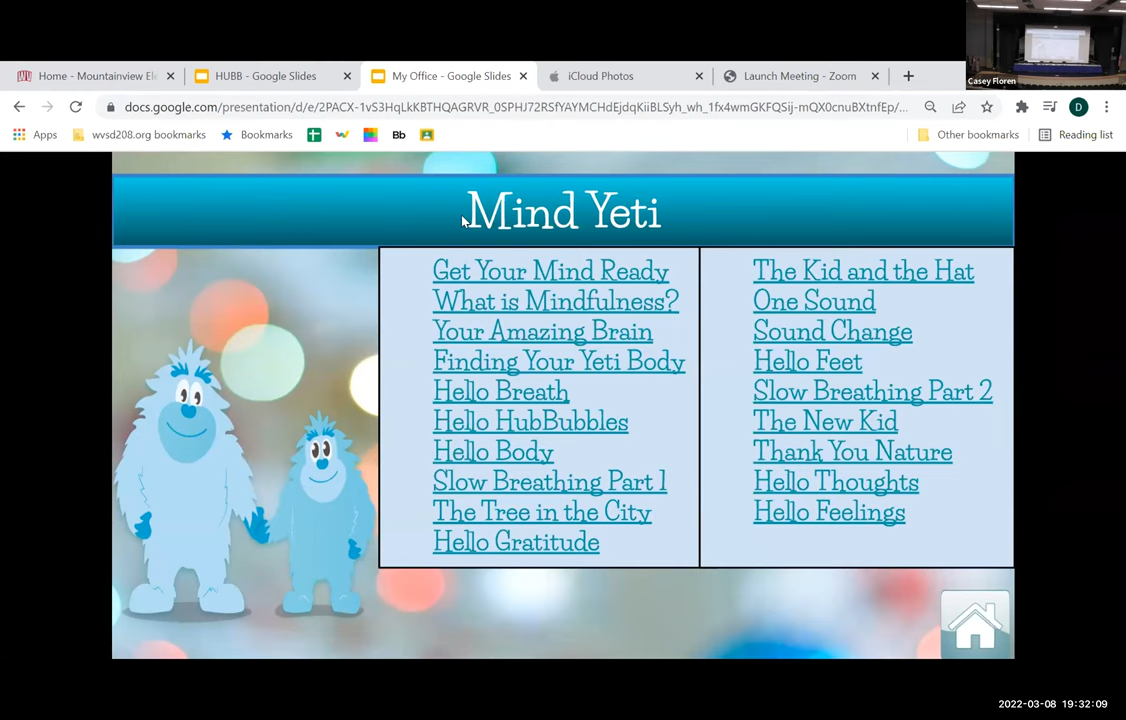 Casey Floren
Home - Mountainview Ele
HUBB - Google Slides
My Office - Google Slides
iCloud Photos
Launch Meeting - Zoom
docs.google.com/presentation/d/e/2PACX-1vS3HqLkKBTHQAGRVR_0SPHJ72RSfYAYMCHdEjdqKiiBLSyh_wh_1fx4wmGKFQSij-mQX0cnuBXtnfEp/...
D
Apps
wvsd208.org bookmarks
Bookmarks
Bb
Other bookmarks
Reading list
Mind Yeti
Get Your Mind Ready
What is Mindfulness?
Your Amazing Brain
Finding Your Yeti Body
Hello Breath
Hello HubBubbles
Hello Body
Slow Breathing Part 1
The Tree in the City
Hello Gratitude
The Kid and the Hat
One Sound
Sound Change
Hello Feet
Slow Breathing Part 2
The New Kid
Thank You Nature
Hello Thoughts
Hello Feelings
2022-03-08 19:32:09